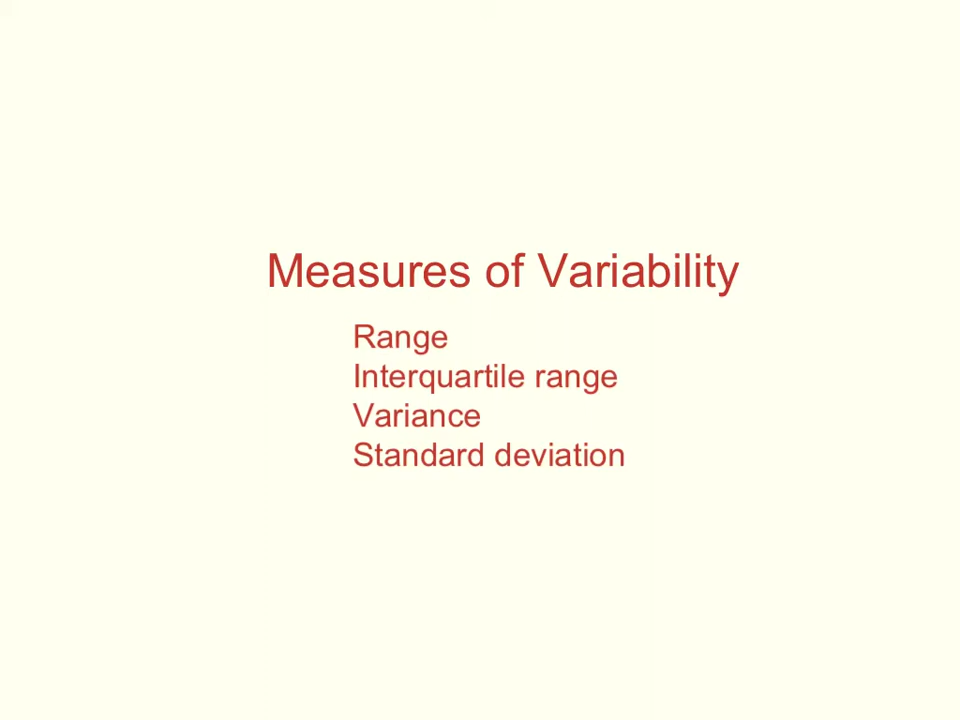 Measures of Variability
Range
Interquartile range
Variance
Standard deviation